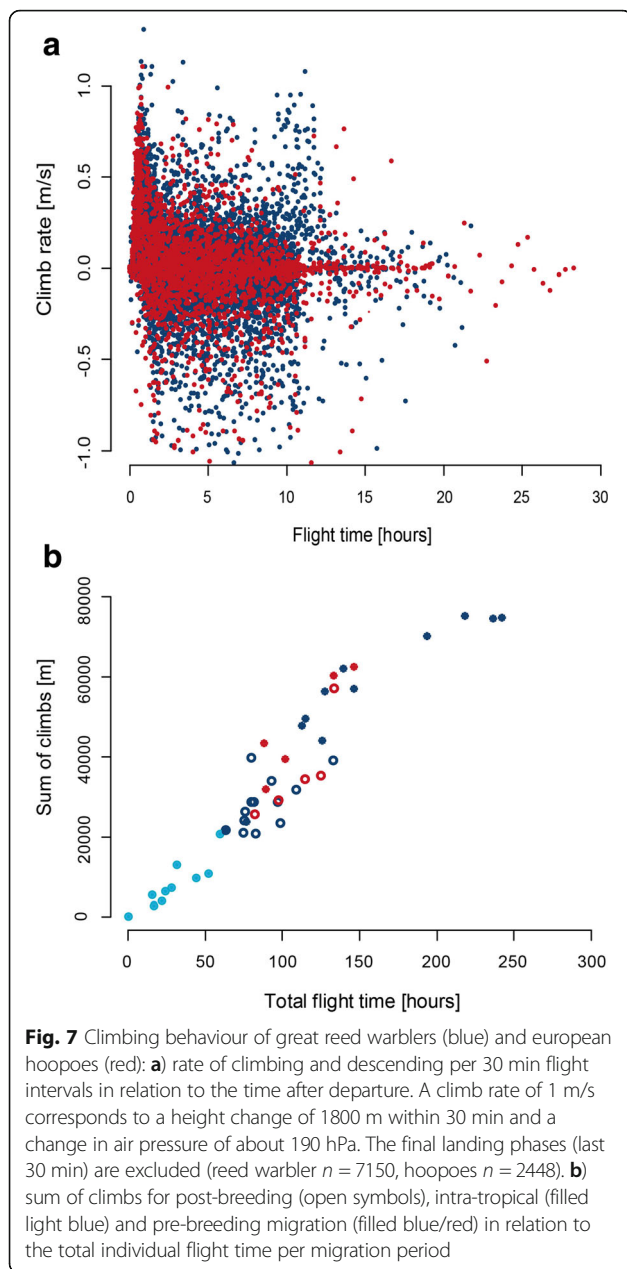 a
Climb rate [m/s]
1.0
0.5
0.0
-0.5
-1.0
0 5 10 15 20 25 30
Flight time [hours]
b
Sum of climbs [m]
80000
60000
40000
20000
0
0 50 100 150 200 250 300
Total flight time [hours]
Fig. 7 Climbing behaviour of great reed warblers (blue) and european
hoopoes (red): a) rate of climbing and descending per 30 min flight
intervals in relation to the time after departure. A climb rate of 1 m/s
corresponds to a height change of 1800 m within 30 min and a
change in air pressure of about 190 hPa. The final landing phases (last
30 min) are excluded (reed warbler n = 7150, hoopoes n = 2448). b)
sum of climbs for post-breeding (open symbols), intra-tropical (filled
light blue) and pre-breeding migration (filled blue/red) in relation to
the total individual flight time per migration period